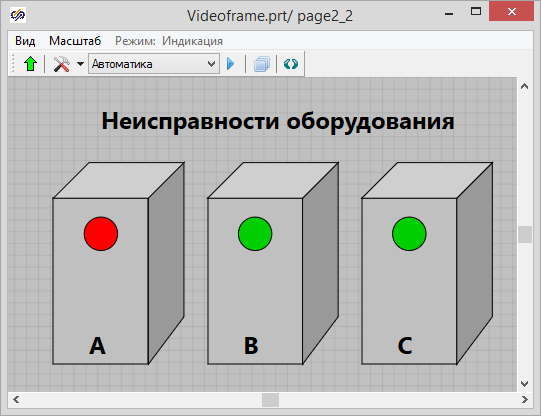 Videoframe.prt/ page2_2
Вид Масштаб Режим: Индикация
Автоматика
Неисправности оборудования
A B C